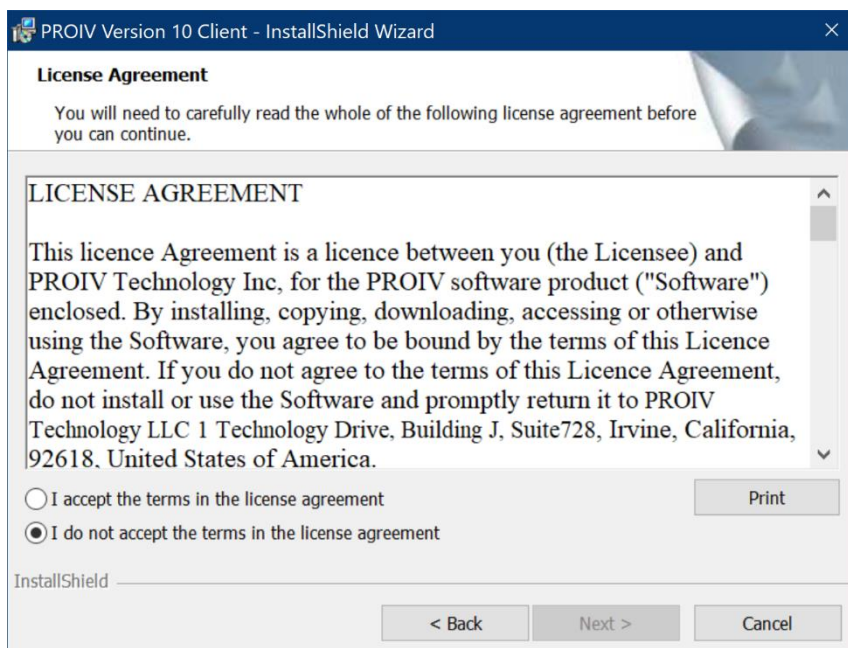 PROIV Version 10 Client - InstallShield Wizard
License Agreement
You will need to carefully read the whole of the following license agreement before
you can continue.
LICENSE AGREEMENT
This licence Agreement is a licence between you (the Licensee) and
PROIV Technology Inc, for the PROIV software product ("Software")
enclosed. By installing, copying, downloading, accessing or otherwise
using the Software, you agree to be bound by the terms of this Licence
Agreement. If you do not agree to the terms of this Licence Agreement,
do not install or use the Software and promptly return it to PROIV
Technology LLC 1 Technology Drive, Building J, Suite728, Irvine, California,
92618, United States of America.
I accept the terms in the license agreement
Print
I do not accept the terms in the license agreement
InstallShield
< Back
Next >
Cancel